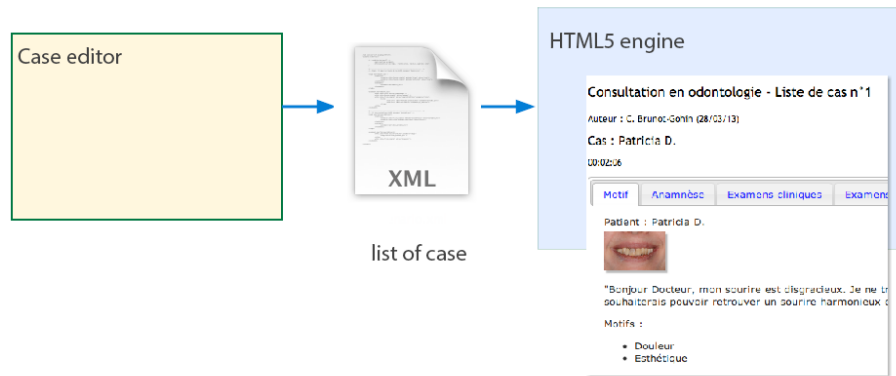 Case editor
XML
list of case
HTML5 engine
Consultation en odontologie - Liste de cas n°1
Auteur : C. Brunot-Gohin (28/03/13)
Cas : Patricia D.
00:02:06
Motif Anamnèse Examens cliniques Examens
Patient : Patricia D.
"Bonjour Docteur, mon sourire est disgracieux. Je ne tr
souhaiterais pouvoir retrouver un sourire harmonieux
Motifs :
• Douleur
• Esthétique